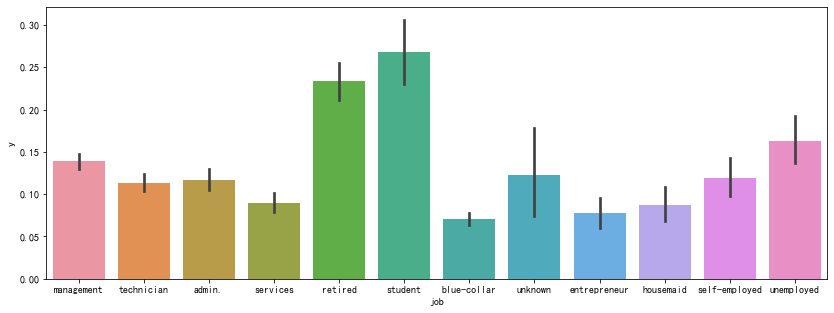 0.30
0.25
0.20
0.15
0.10
0.05
0.00
y
management technician admin. services retired student blue-collar unknown entrepreneur housemaid self-employed unemployed
job